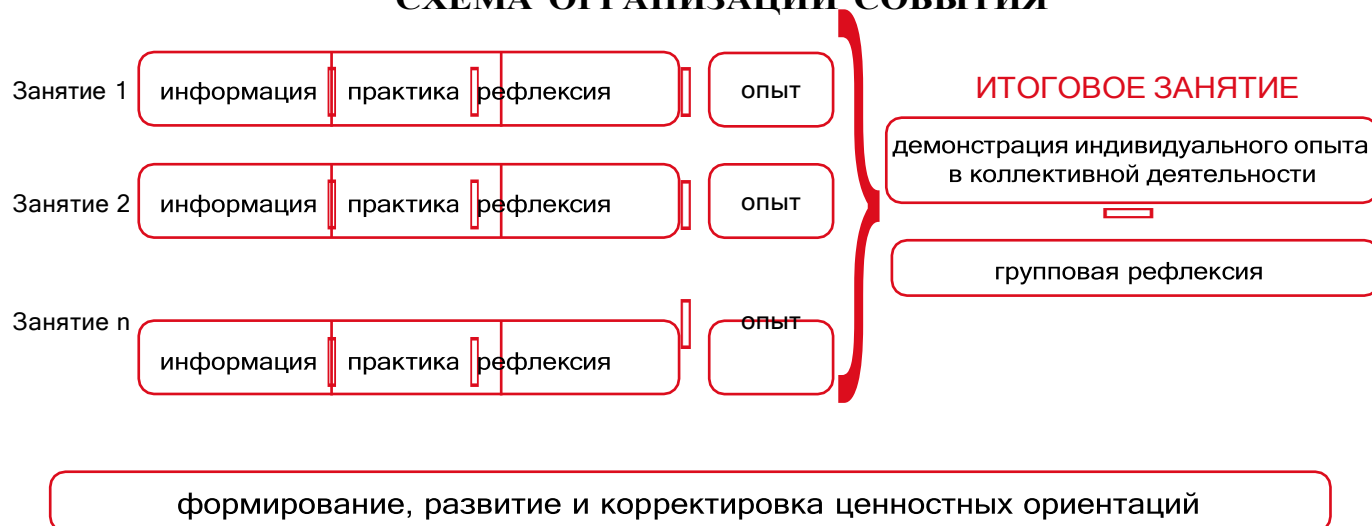 СХЕМА ОРГАНИЗАЦИИ СОБЫТИЯ
Занятие 1 информация практика рефлексия опыт
ИТОГОВОЕ ЗАНЯТИЕ
демонстрация индивидуального опыта
в коллективной деятельности
Занятие 2 информация практика рефлексия опыт
групповая рефлексия
Занятие n опыт
информация практика рефлексия
формирование, развитие и корректировка ценностных ориентаций